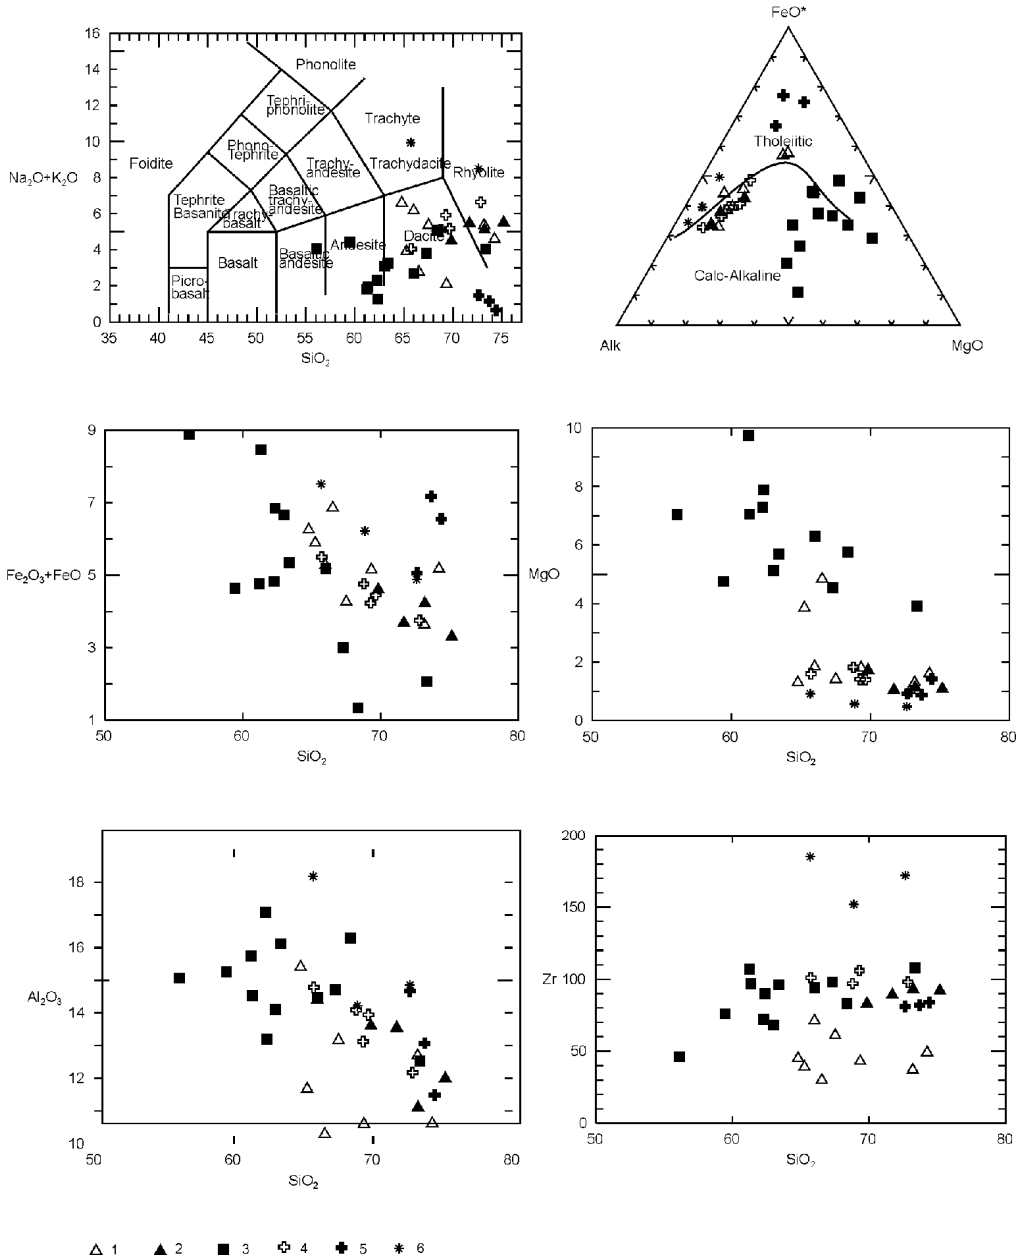 16
14
12
10
8
6
4
2
0
Na2O+K2O
35 40 45 50 55 60 65 70 75
SiO2
Phonolite
Tephri-
phonolite
Trachyte
Foidite
Phono-
Tephrite
Trachy-
andesite
Trachydacite
Rhyolite
Tephrite
Basanite
Basaltic
trachy-
andesite
Trachy-
basalt
Dacite
Andesite
Basalt
Basaltic
andesite
Picro-
basalt
FeO*
Tholeiitic
Calc-Alkaline
Alk
MgO
9
7
5
3
1
Fe2O3+FeO
50 60 70 80
SiO2
10
8
6
4
2
0
MgO
50 60 70 80
SiO2
18
16
14
12
10
Al2O3
50 60 70 80
SiO2
200
150
100
50
0
Zr
50 60 70 80
SiO2
1 2 3 4 5 6